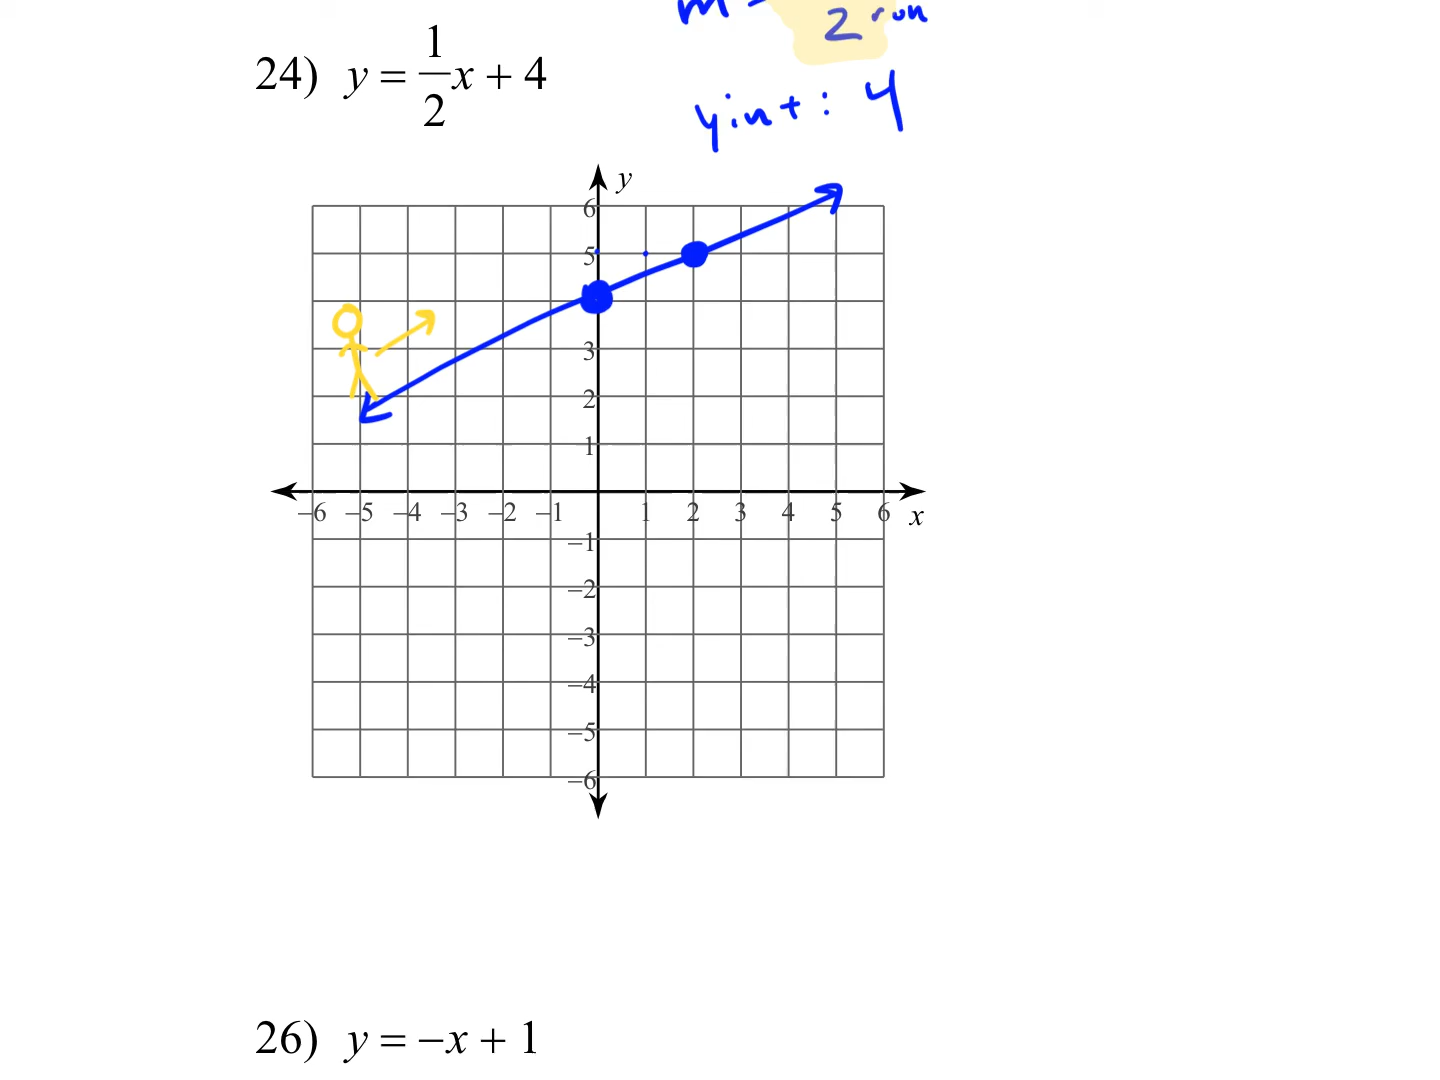 m =
2 run
24) y = 1/2 x + 4
y int : 4
y
6
5
3
2
1
−6 −5 −4 −3 −2 −1 1 2 3 4 5 6 x
−1
−2
−3
−4
−5
−6
26) y = −x + 1